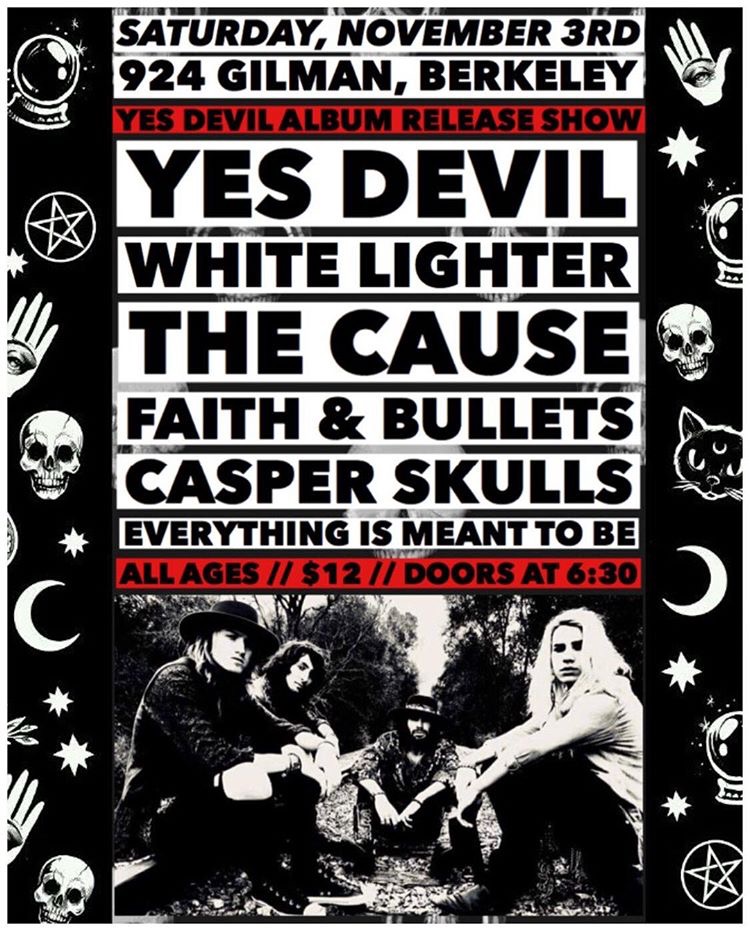 SATURDAY, NOVEMBER 3RD
924 GILMAN, BERKELEY
YES DEVIL ALBUM RELEASE SHOW
YES DEVIL
WHITE LIGHTER
THE CAUSE
FAITH & BULLETS
CASPER SKULLS
EVERYTHING IS MEANT TO BE
ALL AGES // $12 // DOORS AT 6:30